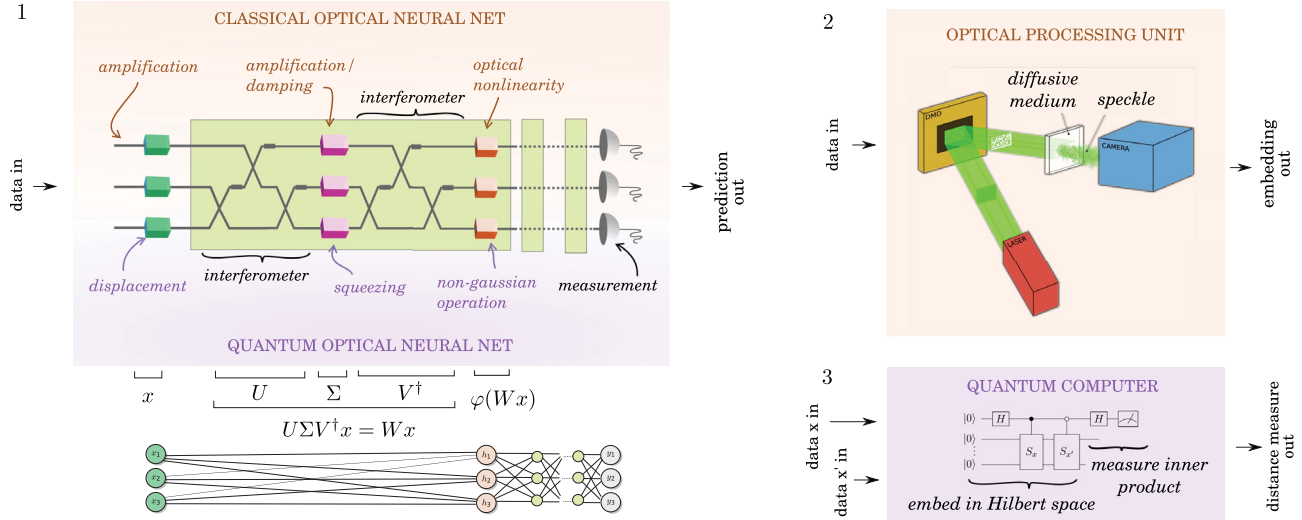 1
CLASSICAL OPTICAL NEURAL NET
amplification
amplification/
damping
interferometer
optical
nonlinearity
data in
prediction
out
displacement
interferometer
squeezing
non-gaussian
operation
measurement
QUANTUM OPTICAL NEURAL NET
x U Σ V† φ(Wx)
UΣV†x = Wx
x₁ h₁ y₁
x₂ h₂ y₂
x₃ h₃ y₃
2
OPTICAL PROCESSING UNIT
diffusive
medium
speckle
DMD
CAMERA
LASER
data in
embedding
out
3
QUANTUM COMPUTER
|0⟩ H H
|0⟩
Sₓ Sₓ′
|0⟩
measure inner
product
embed in Hilbert space
data x in
data x' in
distance measure
out